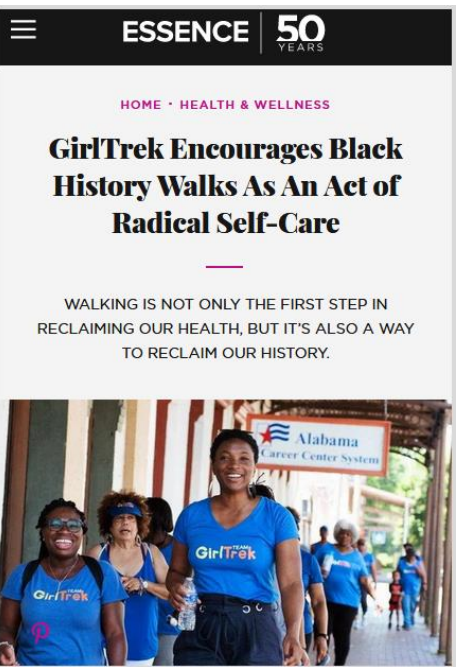 ESSENCE 50
YEARS
HOME · HEALTH & WELLNESS
GirlTrek Encourages Black
History Walks As An Act of
Radical Self-Care
WALKING IS NOT ONLY THE FIRST STEP IN
RECLAIMING OUR HEALTH, BUT IT'S ALSO A WAY
TO RECLAIM OUR HISTORY.
Alabama
Career Center System
TEAM
GirlTrek
GirlTrek